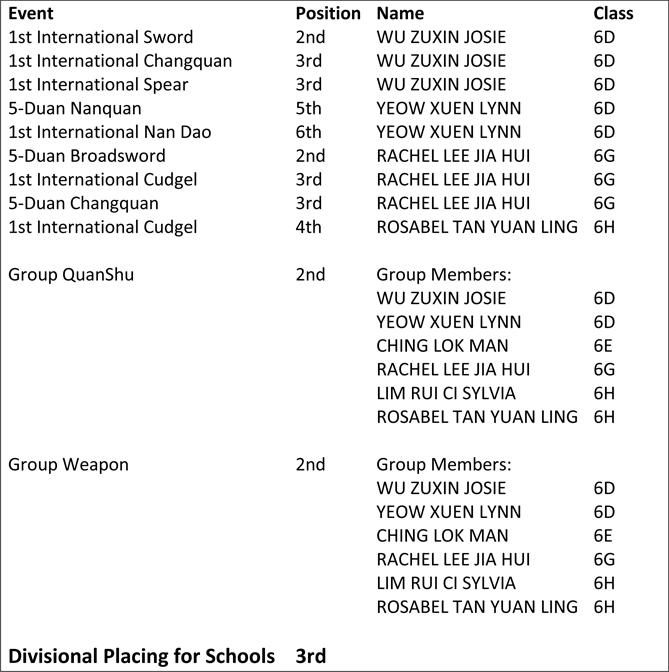 Event Position Name Class
1st International Sword 2nd WU ZUXIN JOSIE 6D
1st International Changquan 3rd WU ZUXIN JOSIE 6D
1st International Spear 3rd WU ZUXIN JOSIE 6D
5-Duan Nanquan 5th YEOW XUEN LYNN 6D
1st International Nan Dao 6th YEOW XUEN LYNN 6D
5-Duan Broadsword 2nd RACHEL LEE JIA HUI 6G
1st International Cudgel 3rd RACHEL LEE JIA HUI 6G
5-Duan Changquan 3rd RACHEL LEE JIA HUI 6G
1st International Cudgel 4th ROSABEL TAN YUAN LING 6H
Group QuanShu 2nd Group Members:
WU ZUXIN JOSIE 6D
YEOW XUEN LYNN 6D
CHING LOK MAN 6E
RACHEL LEE JIA HUI 6G
LIM RUI CI SYLVIA 6H
ROSABEL TAN YUAN LING 6H
Group Weapon 2nd Group Members:
WU ZUXIN JOSIE 6D
YEOW XUEN LYNN 6D
CHING LOK MAN 6E
RACHEL LEE JIA HUI 6G
LIM RUI CI SYLVIA 6H
ROSABEL TAN YUAN LING 6H
Divisional Placing for Schools 3rd